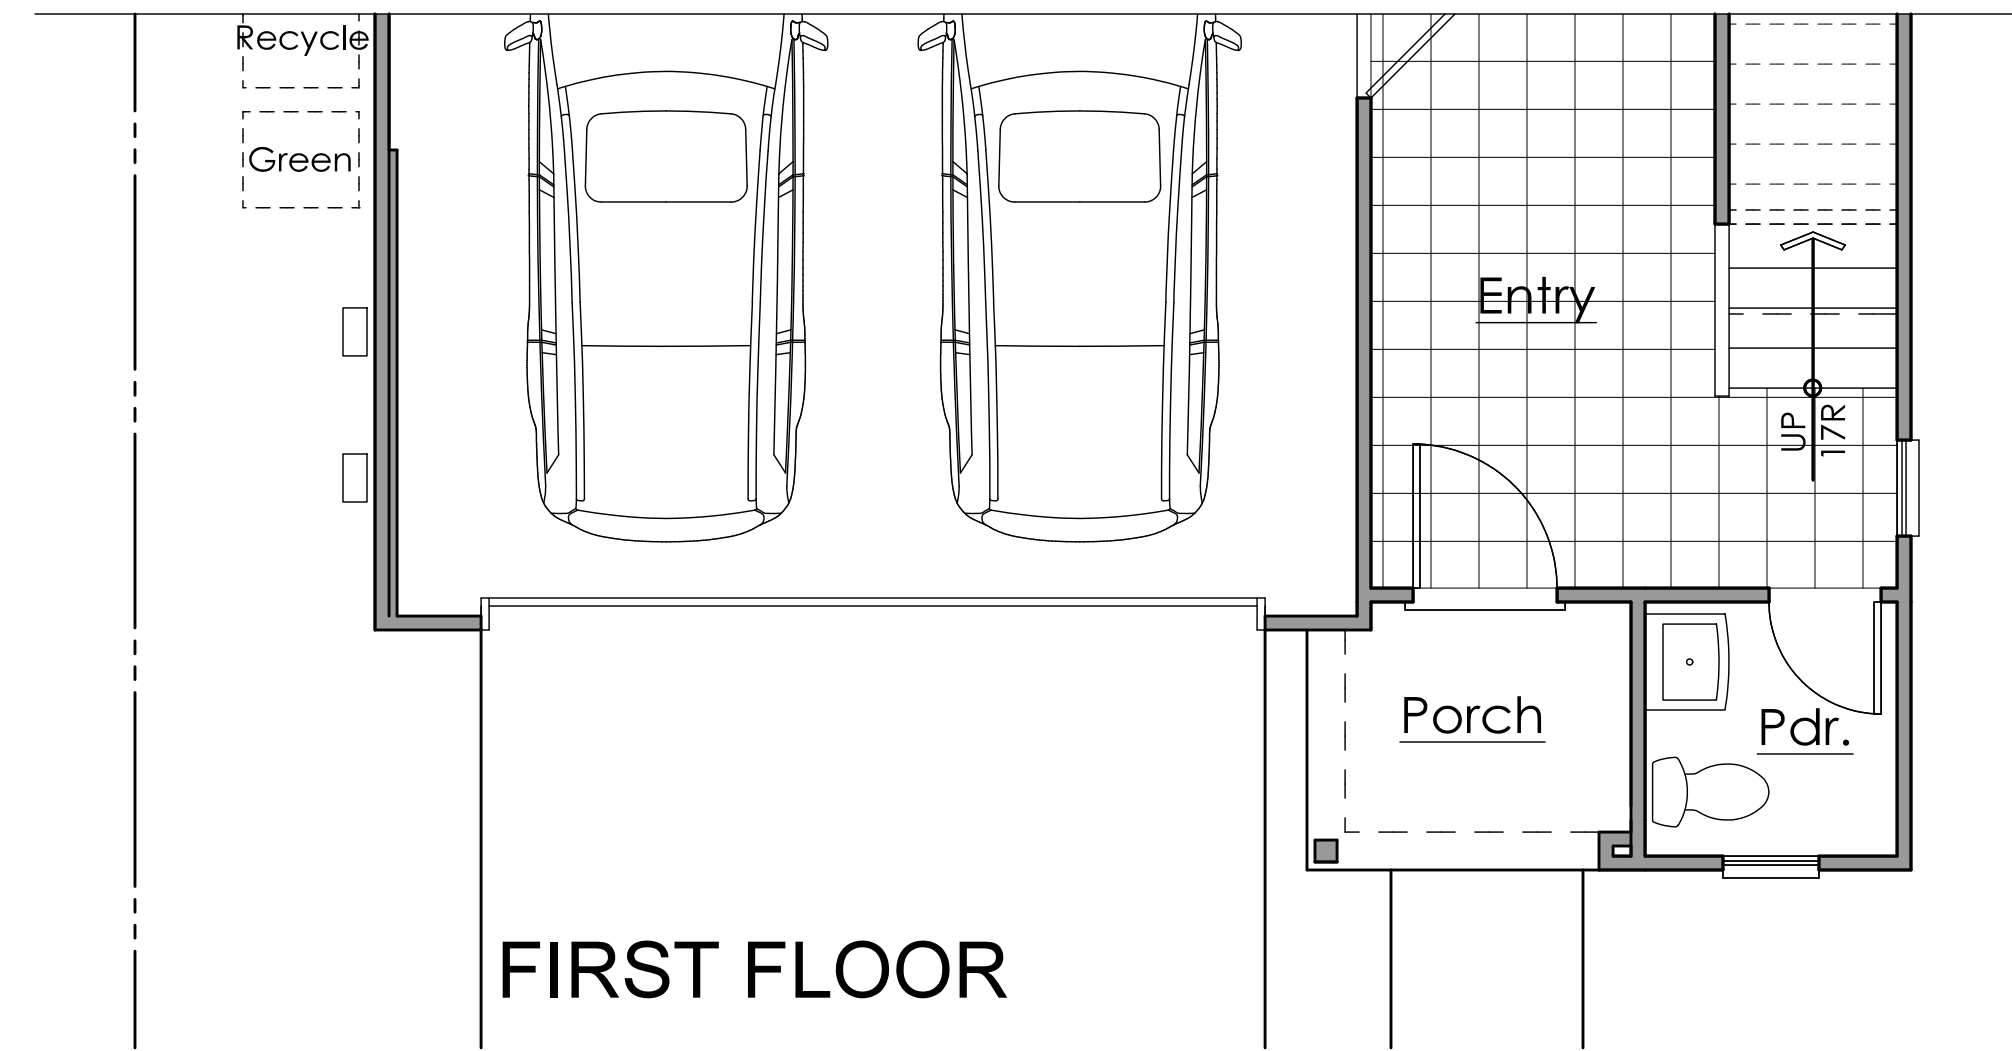 Recycle
Green
Entry
UP
17R
Porch
Pdr.
FIRST FLOOR